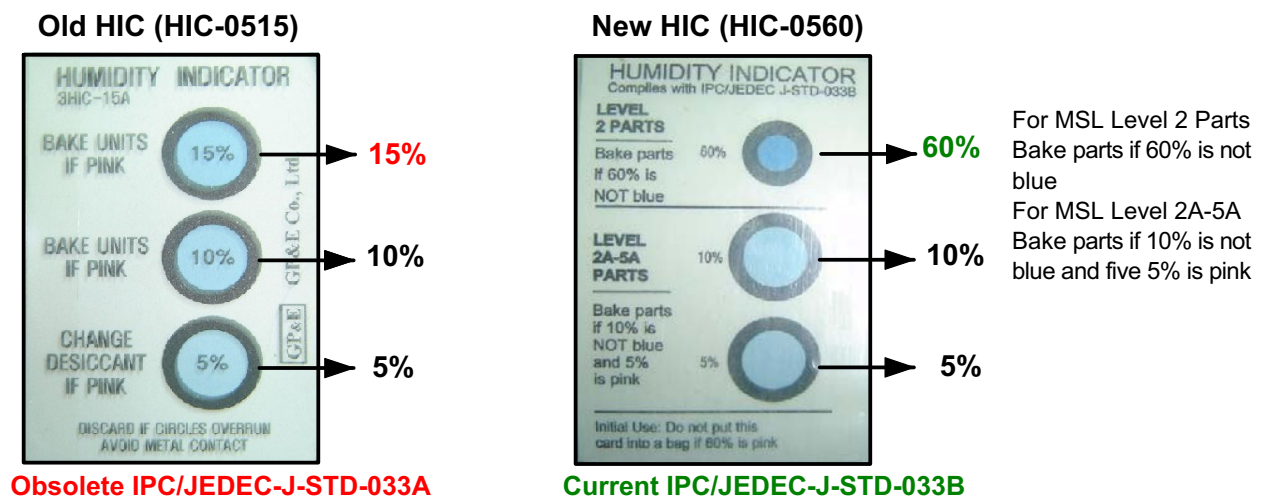 Old HIC (HIC-0515)
HUMIDITY INDICATOR
3HIC-15A
BAKE UNITS
IF PINK
15%
15%
BAKE UNITS
IF PINK
10%
10%
CHANGE
DESICCANT
IF PINK
5%
5%
GP&E Co., Ltd
GP&E
DISCARD IF CIRCLES OVERRUN
AVOID METAL CONTACT
Obsolete IPC/JEDEC-J-STD-033A
New HIC (HIC-0560)
HUMIDITY INDICATOR
Complies with IPC/JEDEC J-STD-033B
LEVEL
2 PARTS
Bake parts
if 60% is
NOT blue
60%
60%
LEVEL
2A-5A
PARTS
10%
10%
Bake parts
if 10% is
NOT blue
and 5%
is pink
5%
5%
Initial Use: Do not put this
card into a bag if 60% is pink
Current IPC/JEDEC-J-STD-033B
For MSL Level 2 Parts
Bake parts if 60% is not
blue
For MSL Level 2A-5A
Bake parts if 10% is not
blue and five 5% is pink